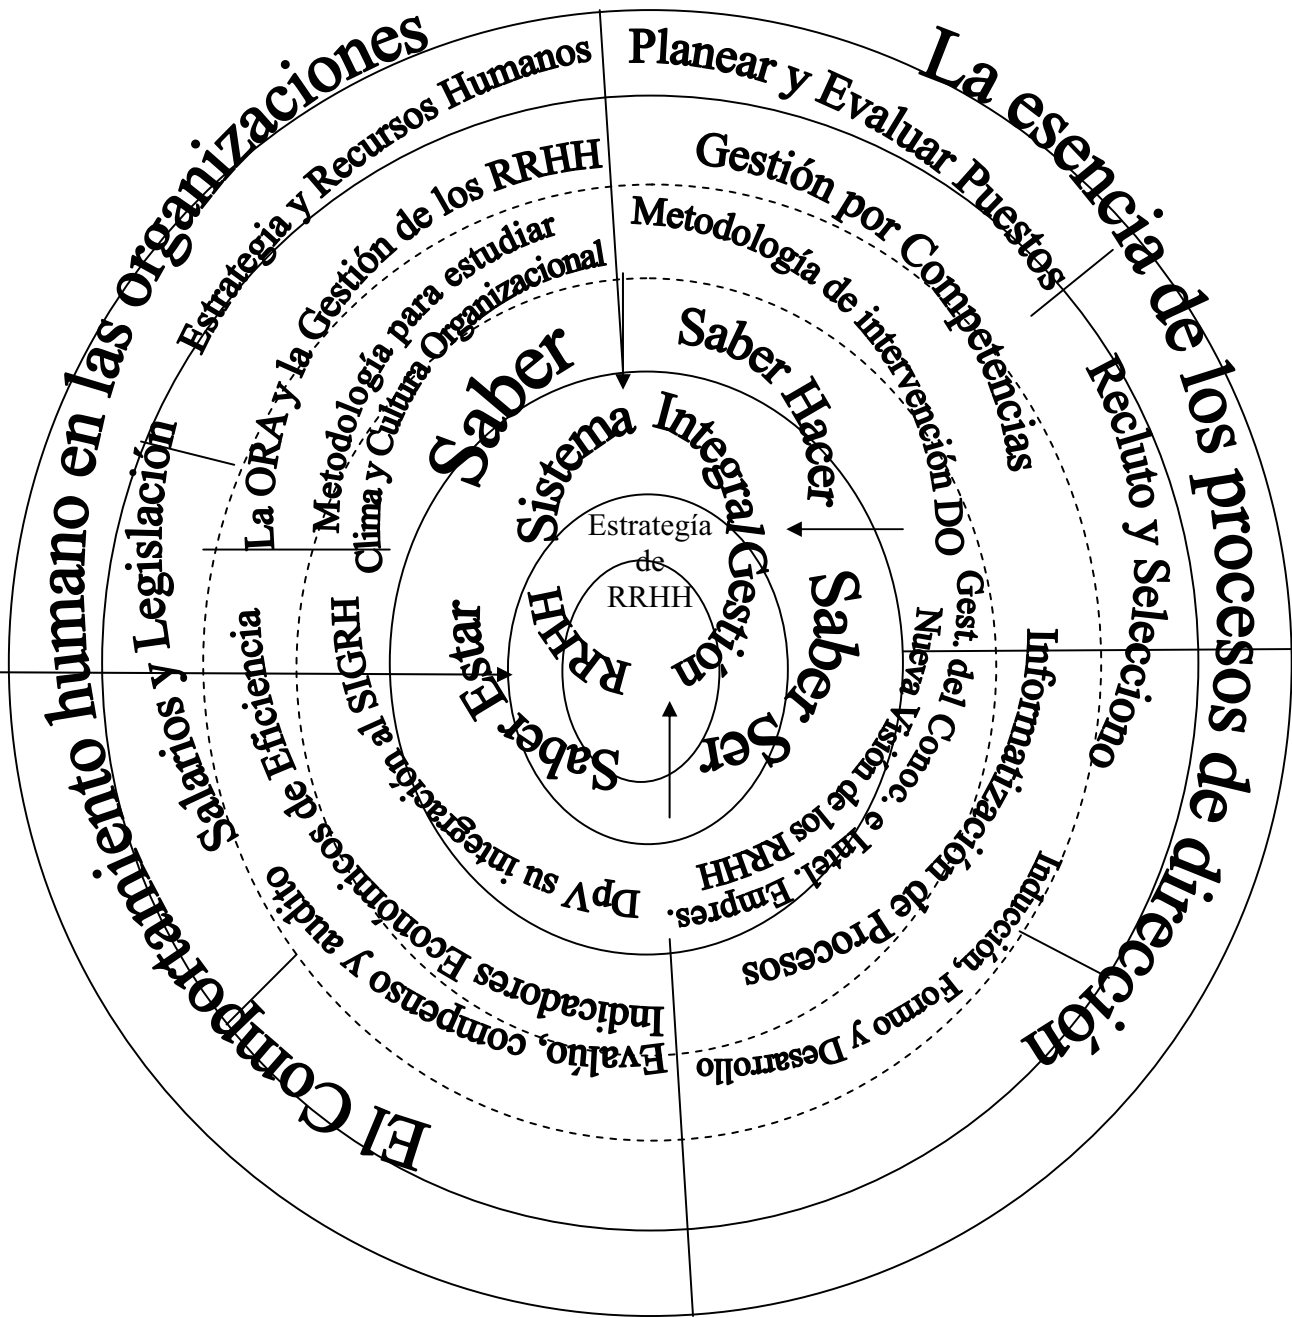 El Comportamiento humano en las organizaciones
La esencia de los procesos de dirección
Estrategia y Recursos Humanos
Planear y Evaluar Puestos
Recluto y Selecciono
Inducción, Formo y Desarrollo
Evalúo, compenso y audito
Salarios y Legislación
La ORA y la Gestión de los RRHH
Gestión por Competencias
Informatización de Procesos
Indicadores Económicos de Eficiencia
Metodología para estudiar
Clima y Cultura Organizacional
Metodología de intervención DO
Gest. del Conoc. e Intel. Empres.
Nueva Visión de los RRHH
DpV su integración al SIGRH
Saber
Saber Hacer
Saber Ser
Saber Estar
Sistema Integral Gestión RRHH
Estrategía
de
RRHH